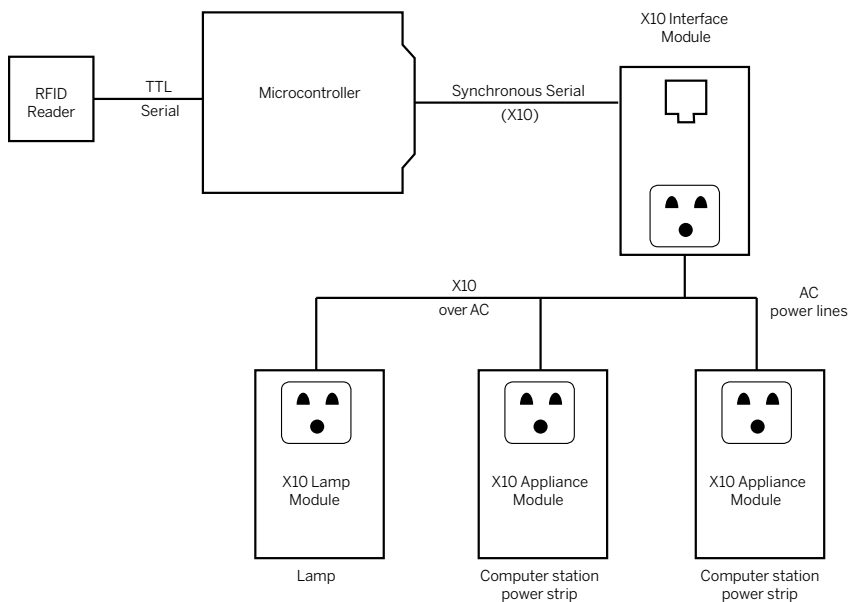 X10 Interface
Module
RFID
Reader
TTL
Serial
Microcontroller
Synchronous Serial
(X10)
X10
over AC
AC
power lines
X10 Lamp
Module
X10 Appliance
Module
X10 Appliance
Module
Lamp
Computer station
power strip
Computer station
power strip